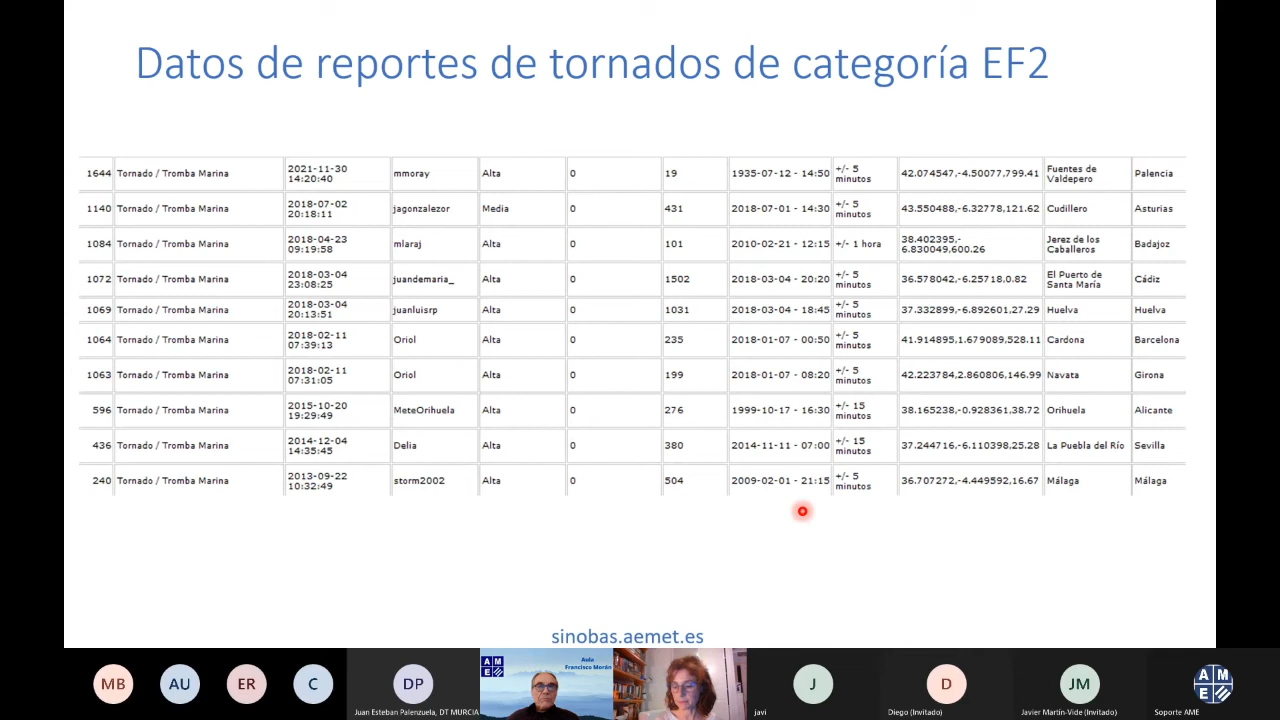 Datos de reportes de tornados de categoría EF2
1644 Tornado / Tromba Marina 2021-11-30 14:20:40 mmoray Alta 0 19 1935-07-12 - 14:50 +/- 5 minutos 42.074547,-4.50077,799.41 Fuentes de Valdepero Palencia
1140 Tornado / Tromba Marina 2018-07-02 20:18:11 jagonzalezor Media 0 431 2018-07-01 - 14:30 +/- 5 minutos 43.550488,-6.32778,121.62 Cudillero Asturias
1084 Tornado / Tromba Marina 2018-04-23 09:19:58 mlaraj Alta 0 101 2010-02-21 - 12:15 +/- 1 hora 38.402395,-6.830049,600.26 Jerez de los Caballeros Badajoz
1072 Tornado / Tromba Marina 2018-03-04 23:08:25 juandemaria_ Alta 0 1502 2018-03-04 - 20:20 +/- 5 minutos 36.578042,-6.25718,0.82 El Puerto de Santa María Cádiz
1069 Tornado / Tromba Marina 2018-03-04 20:13:51 juanluisrp Alta 0 1031 2018-03-04 - 18:45 +/- 5 minutos 37.332899,-6.892601,27.29 Huelva Huelva
1064 Tornado / Tromba Marina 2018-02-11 07:39:13 Oriol Alta 0 235 2018-01-07 - 00:50 +/- 5 minutos 41.914895,1.679089,528.11 Cardona Barcelona
1063 Tornado / Tromba Marina 2018-02-11 07:31:05 Oriol Alta 0 199 2018-01-07 - 08:20 +/- 5 minutos 42.223784,2.860806,146.99 Navata Girona
596 Tornado / Tromba Marina 2015-10-20 19:29:49 MeteOrihuela Alta 0 276 1999-10-17 - 16:30 +/- 15 minutos 38.165238,-0.928361,38.72 Orihuela Alicante
436 Tornado / Tromba Marina 2014-12-04 14:35:45 Delia Alta 0 380 2014-11-11 - 07:00 +/- 15 minutos 37.244716,-6.110398,25.28 La Puebla del Río Sevilla
240 Tornado / Tromba Marina 2013-09-22 10:32:49 storm2002 Alta 0 504 2009-02-01 - 21:15 +/- 5 minutos 36.707272,-4.449592,16.67 Málaga Málaga
sinobas.aemet.es
MB AU ER C DP J D JM
AME
Aula
Francisco Morán
AME
Juan Esteban Palenzuela, DT MURCIA javi Diego (Invitado) Javier Martín-Vide (Invitado) Soporte AME